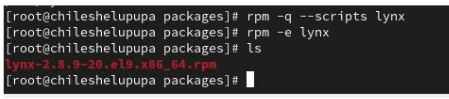 [root@chileshelupupa packages]# rpm -q --scripts lynx
[root@chileshelupupa packages]# rpm -e lynx
[root@chileshelupupa packages]# ls
lynx-2.8.9-20.el9.x86_64.rpm
[root@chileshelupupa packages]#